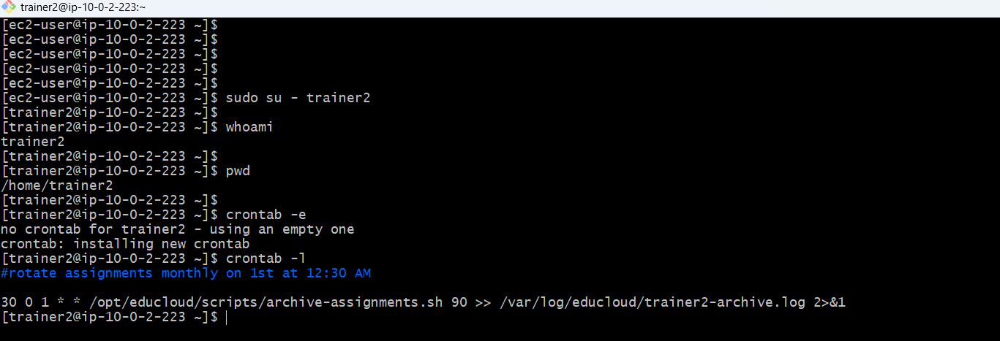 trainer2@ip-10-0-2-223:~
[ec2-user@ip-10-0-2-223 ~]$
[ec2-user@ip-10-0-2-223 ~]$
[ec2-user@ip-10-0-2-223 ~]$
[ec2-user@ip-10-0-2-223 ~]$
[ec2-user@ip-10-0-2-223 ~]$
[ec2-user@ip-10-0-2-223 ~]$ sudo su - trainer2
[trainer2@ip-10-0-2-223 ~]$
[trainer2@ip-10-0-2-223 ~]$ whoami
trainer2
[trainer2@ip-10-0-2-223 ~]$
[trainer2@ip-10-0-2-223 ~]$ pwd
/home/trainer2
[trainer2@ip-10-0-2-223 ~]$
[trainer2@ip-10-0-2-223 ~]$ crontab -e
no crontab for trainer2 - using an empty one
crontab: installing new crontab
[trainer2@ip-10-0-2-223 ~]$ crontab -l
#rotate assignments monthly on 1st at 12:30 AM
30 0 1 * * /opt/educloud/scripts/archive-assignments.sh 90 >> /var/log/educloud/trainer2-archive.log 2>&1
[trainer2@ip-10-0-2-223 ~]$